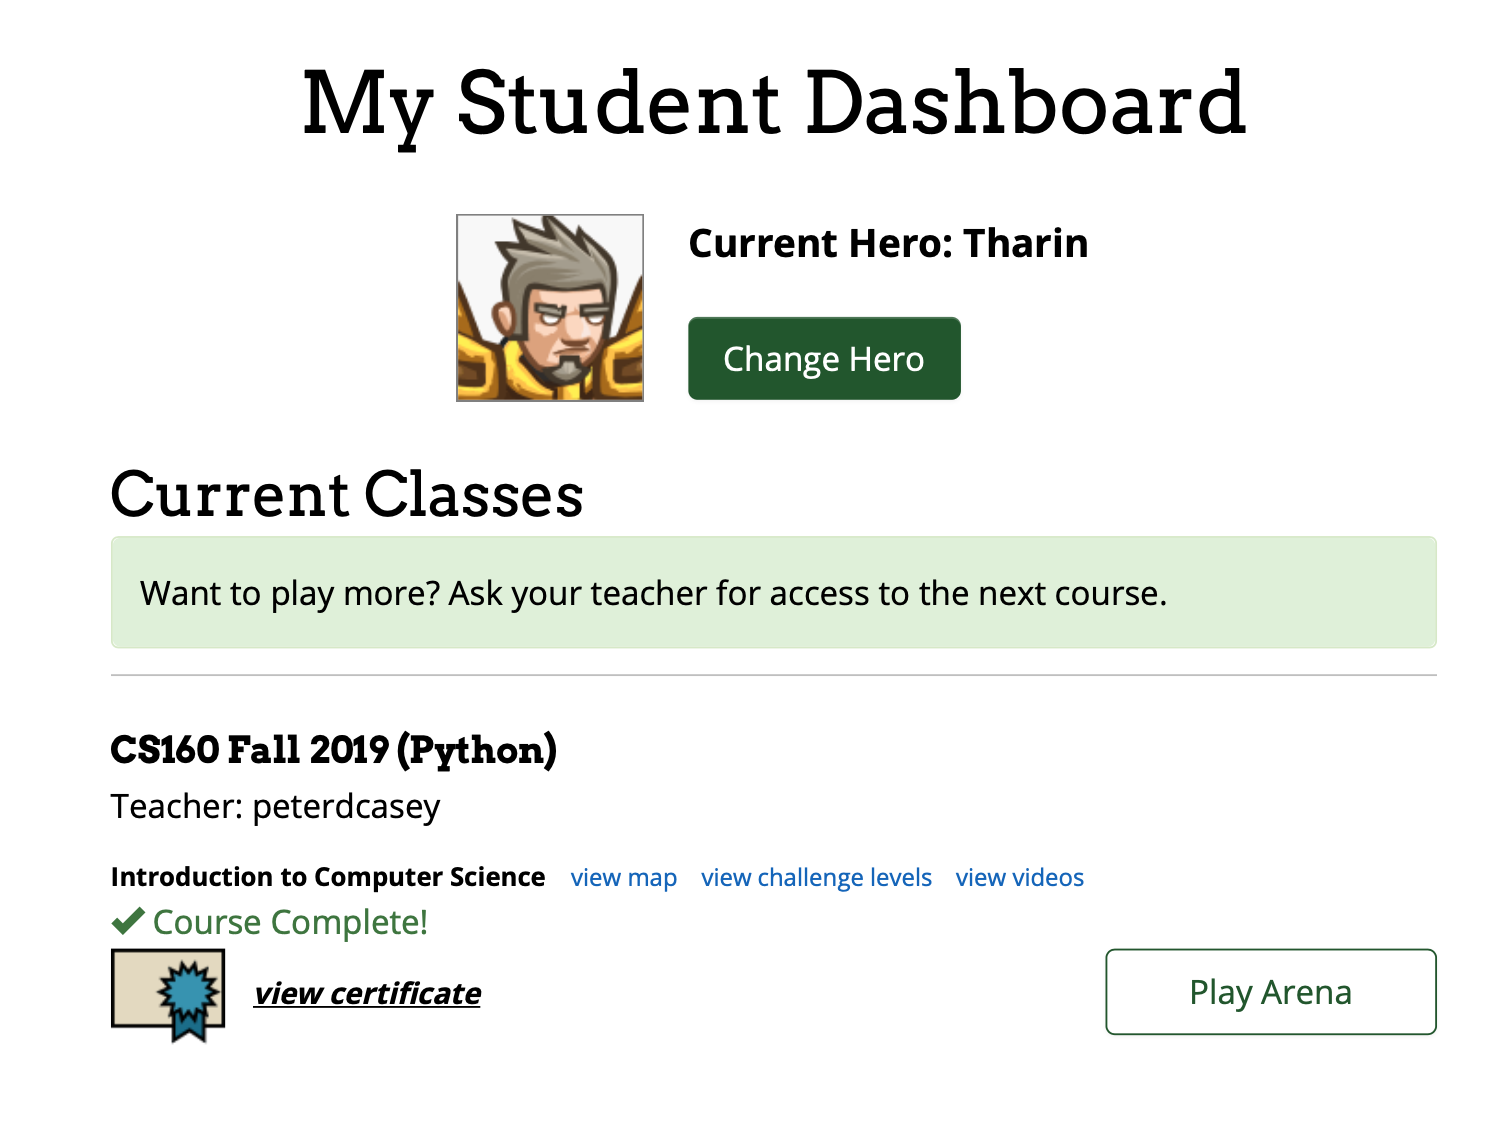 My Student Dashboard
Current Hero: Tharin
Change Hero
Current Classes
Want to play more? Ask your teacher for access to the next course.
CS160 Fall 2019 (Python)
Teacher: peterdcasey
Introduction to Computer Science view map view challenge levels view videos
Course Complete!
view certificate
Play Arena